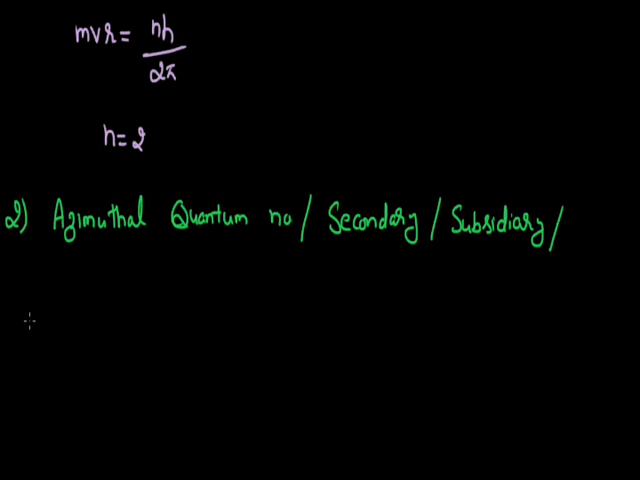 mvr = nh / 2π
n=2
2) Azimuthal Quantum no / Secondary / Subsidiary /